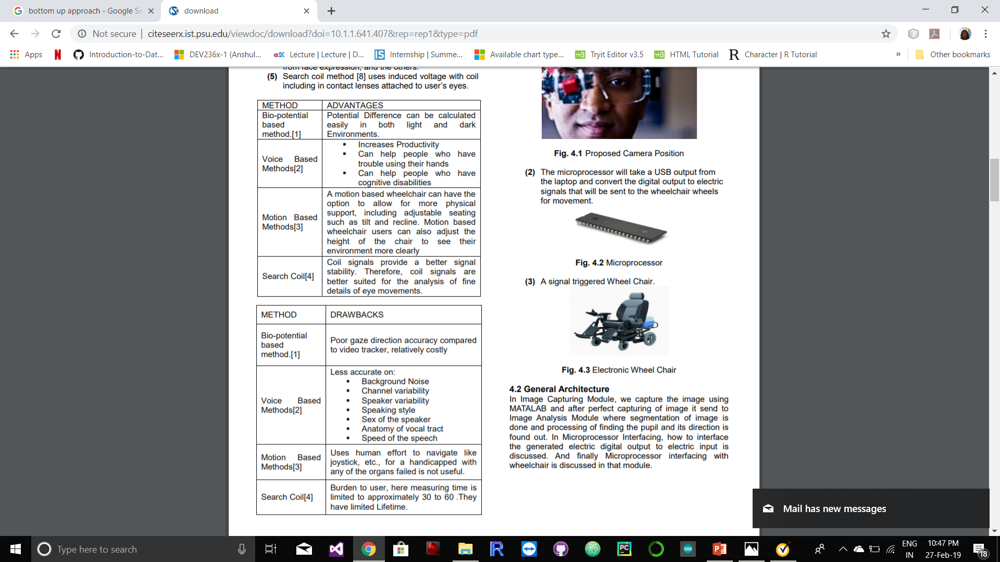 bottom up approach - Google Se
download
Not secure | citeseerx.ist.psu.edu/viewdoc/download?doi=10.1.1.641.407&rep=rep1&type=pdf
Apps
Introduction-to-Dat...
DEV236x-1 (Anshul...
edX
Lecture | Lecture | D...
IS
Internship | Summe...
Available chart type...
w3
Tryit Editor v3.5
w3
HTML Tutorial
R
Character | R Tutorial
»
Other bookmarks
from face expression, and the others.
(5) Search coil method [8] uses induced voltage with coil
including in contact lenses attached to user's eyes.
METHOD ADVANTAGES
Bio-potential
based
method.[1]
Potential Difference can be calculated
easily in both light and dark
Environments.
Voice Based
Methods[2]
▪ Increases Productivity
▪ Can help people who have
trouble using their hands
▪ Can help people who have
cognitive disabilities
Motion Based
Methods[3]
A motion based wheelchair can have the
option to allow for more physical
support, including adjustable seating
such as tilt and recline. Motion based
wheelchair users can also adjust the
height of the chair to see their
environment more clearly
Search Coil[4]
Coil signals provide a better signal
stability. Therefore, coil signals are
better suited for the analysis of fine
details of eye movements.
METHOD DRAWBACKS
Bio-potential
based
method.[1]
Poor gaze direction accuracy compared
to video tracker, relatively costly
Voice Based
Methods[2]
Less accurate on:
▪ Background Noise
▪ Channel variability
▪ Speaker variability
▪ Speaking style
▪ Sex of the speaker
▪ Anatomy of vocal tract
▪ Speed of the speech
Motion Based
Methods[3]
Uses human effort to navigate like
joystick, etc., for a handicapped with
any of the organs failed is not useful.
Search Coil[4]
Burden to user, here measuring time is
limited to approximately 30 to 60 .They
have limited Lifetime.
Fig. 4.1 Proposed Camera Position
(2) The microprocessor will take a USB output from
the laptop and convert the digital output to electric
signals that will be sent to the wheelchair wheels
for movement.
Fig. 4.2 Microprocessor
(3) A signal triggered Wheel Chair.
Fig. 4.3 Electronic Wheel Chair
4.2 General Architecture
In Image Capturing Module, we capture the image using
MATALAB and after perfect capturing of image it send to
Image Analysis Module where segmentation of image is
done and processing of finding the pupil and its direction is
found out. In Microprocessor Interfacing, how to interface
the generated electric digital output to electric input is
discussed. And finally Microprocessor interfacing with
wheelchair is discussed in that module.
Mail has new messages
Type here to search
PC
ENG
IN
10:47 PM
27-Feb-19
18